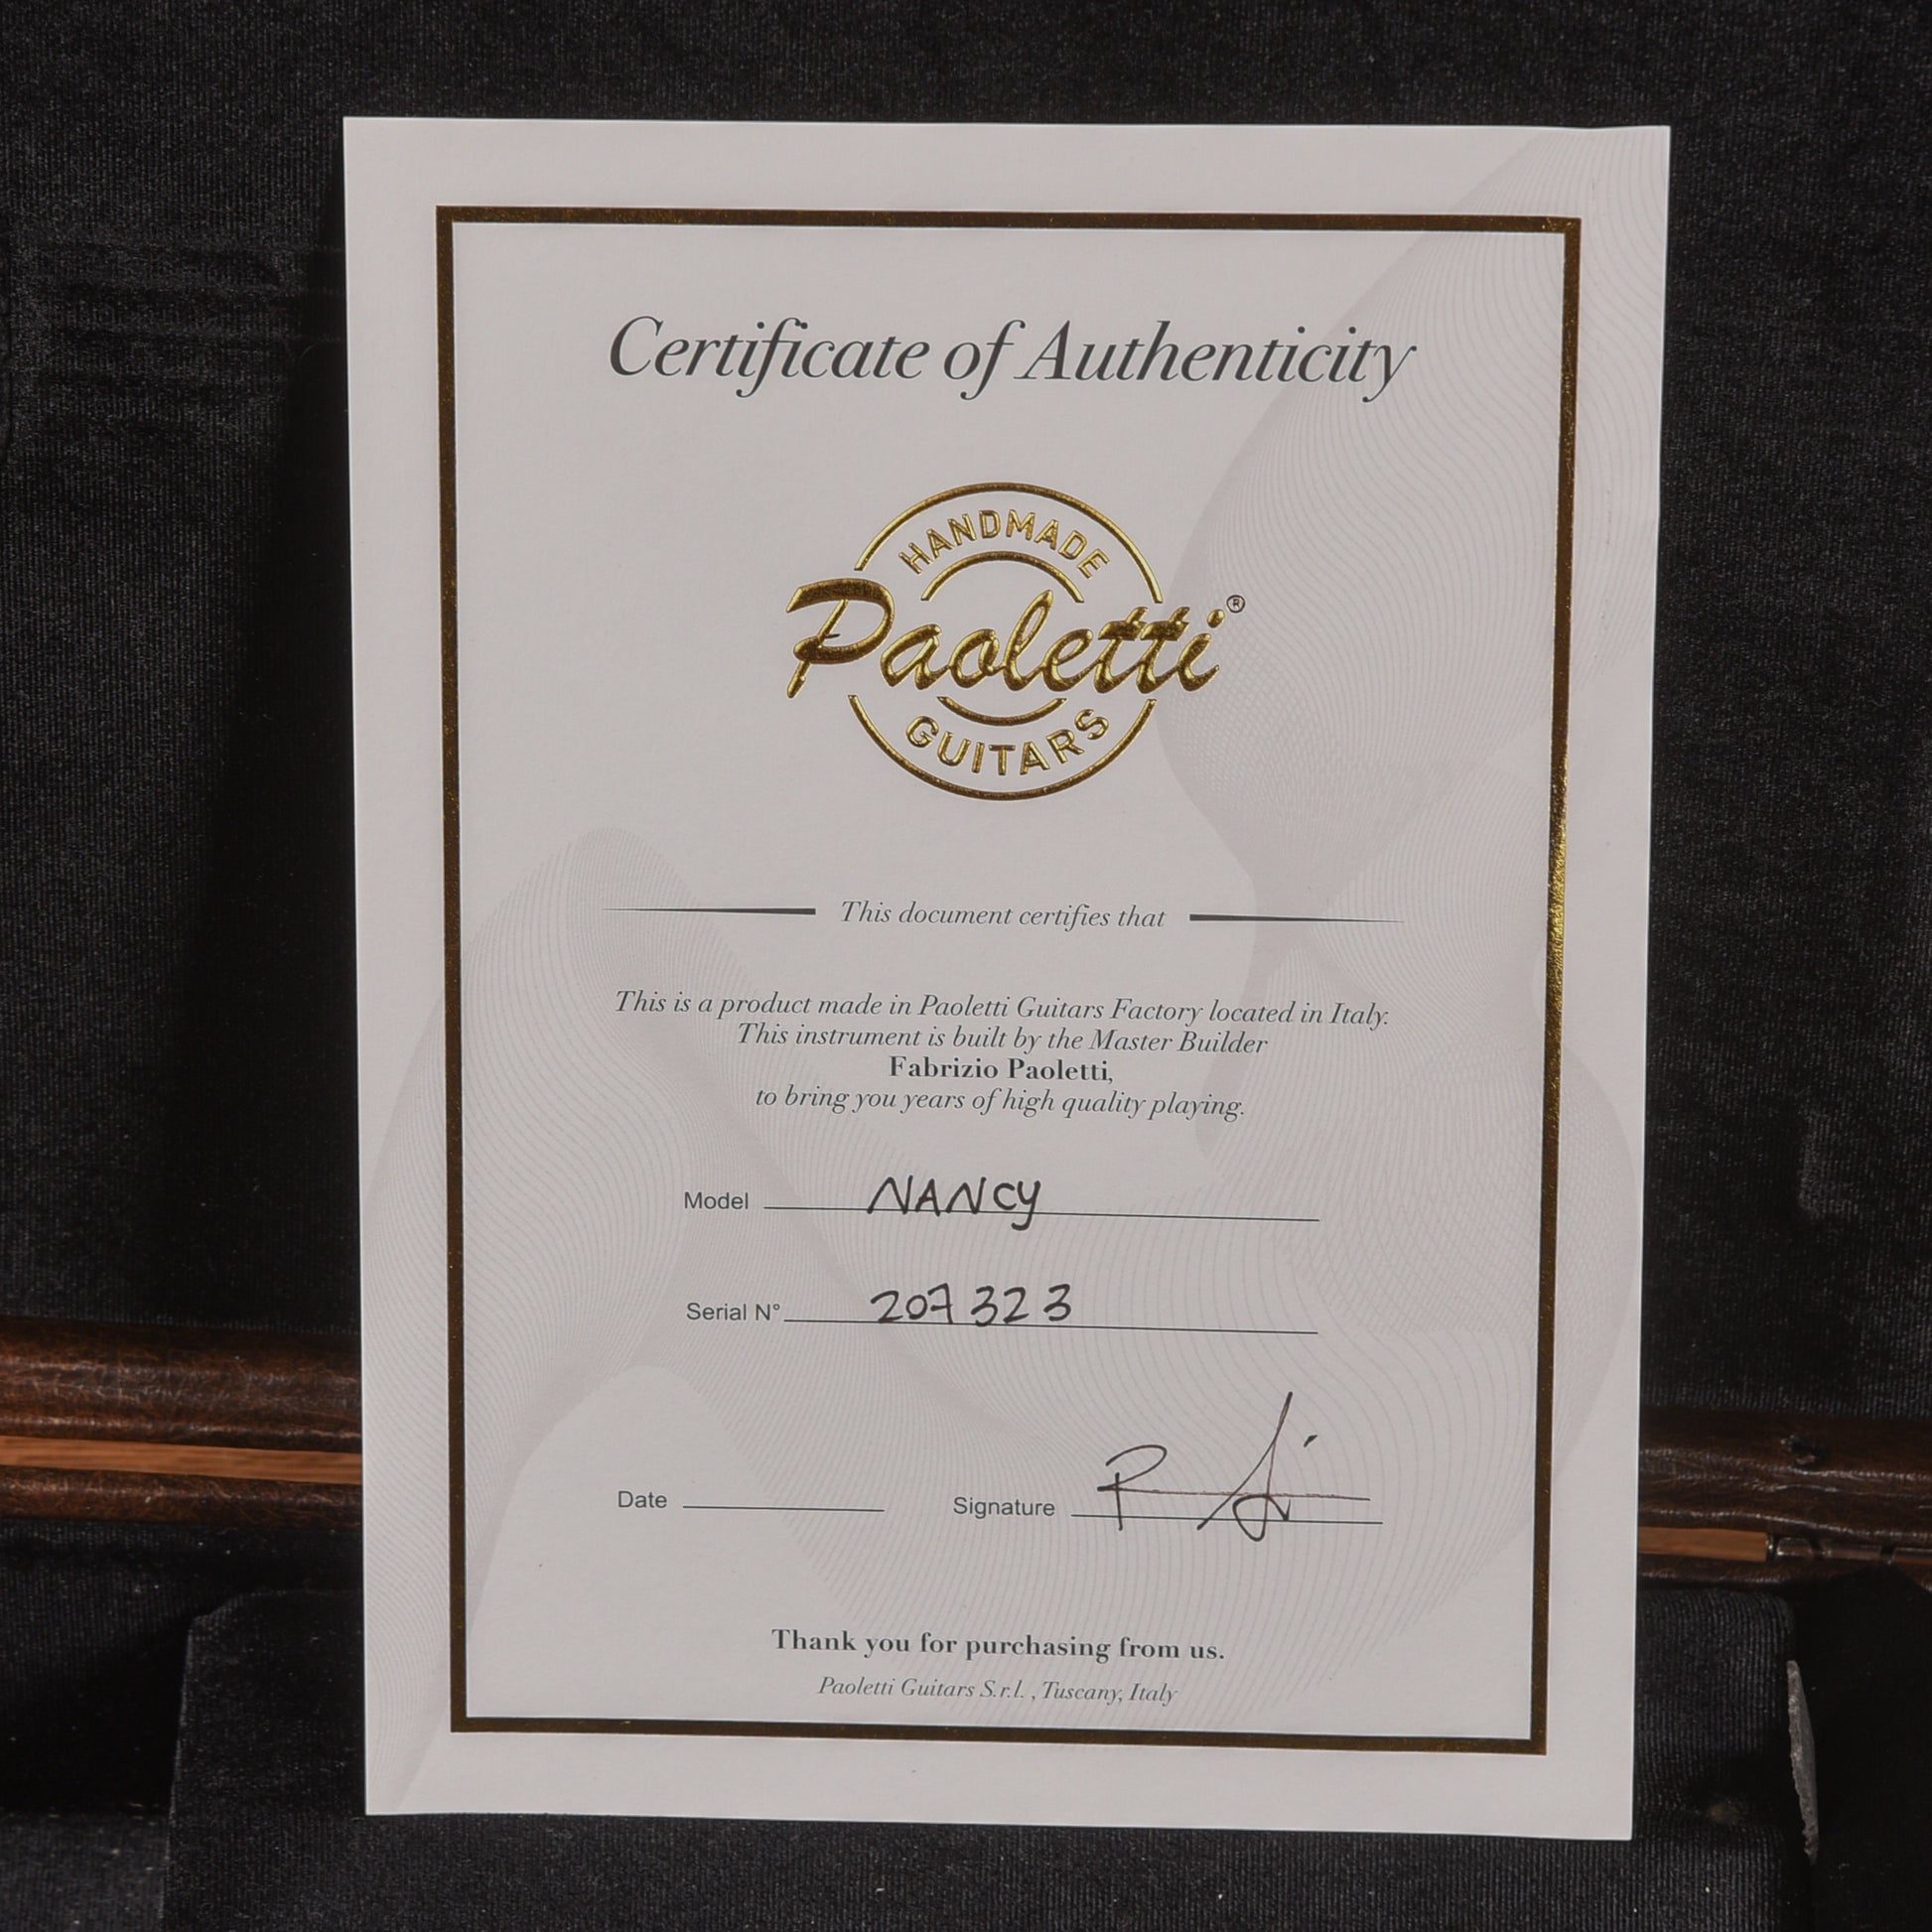 Certificate of Authenticity
HANDMADE
Paoletti®
GUITARS
This document certifies that
This is a product made in Paoletti Guitars Factory located in Italy.
This instrument is built by the Master Builder
Fabrizio Paoletti,
to bring you years of high quality playing.
Model NANCY
Serial N° 207323
Date Signature
Thank you for purchasing from us.
Paoletti Guitars S.r.l. , Tuscany, Italy